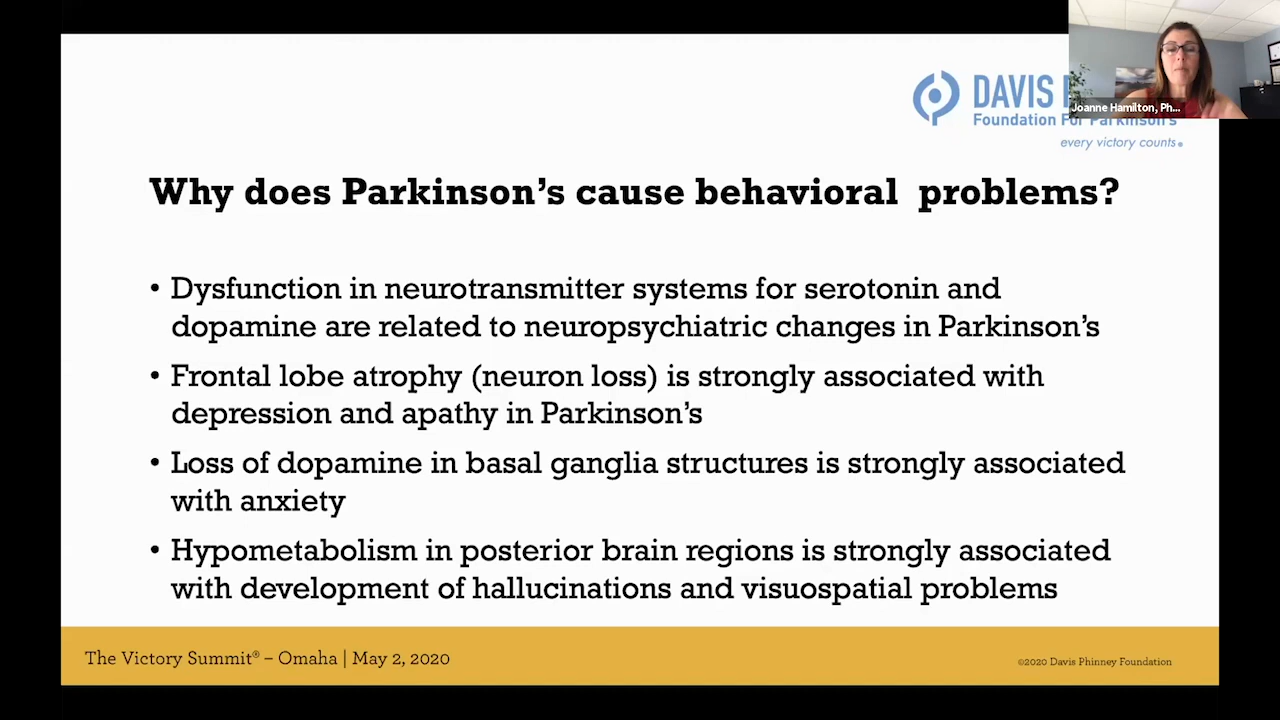 DAVIS
Foundation For Parkinson's
every victory counts.
Joanne Hamilton, Ph...
Why does Parkinson's cause behavioral problems?
• Dysfunction in neurotransmitter systems for serotonin and
dopamine are related to neuropsychiatric changes in Parkinson's
• Frontal lobe atrophy (neuron loss) is strongly associated with
depression and apathy in Parkinson's
• Loss of dopamine in basal ganglia structures is strongly associated
with anxiety
• Hypometabolism in posterior brain regions is strongly associated
with development of hallucinations and visuospatial problems
The Victory Summit® – Omaha | May 2, 2020
©2020 Davis Phinney Foundation